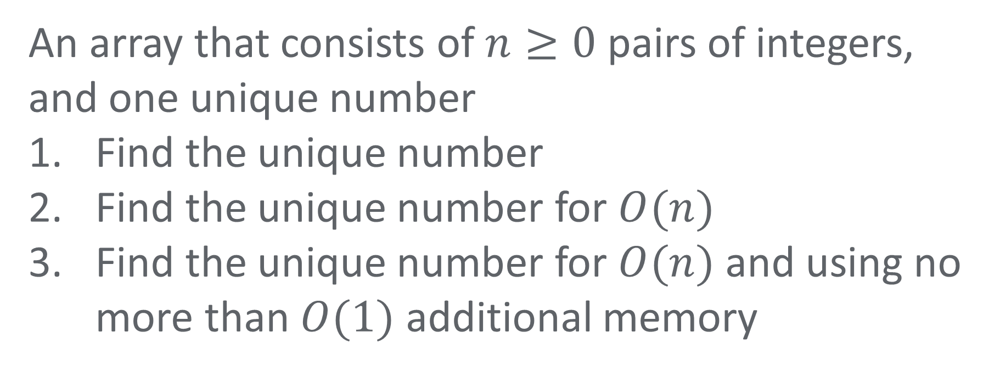 An array that consists of n ≥ 0 pairs of integers,
and one unique number
1. Find the unique number
2. Find the unique number for O(n)
3. Find the unique number for O(n) and using no
more than O(1) additional memory